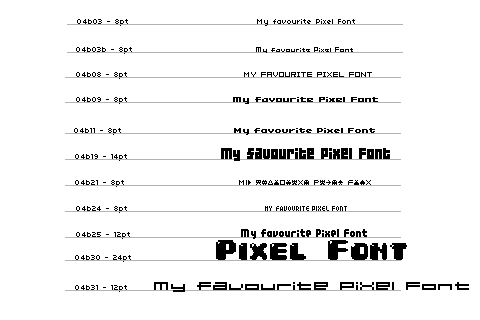 04b03 - 8pt My favourite Pixel Font
04b03b - 8pt My favourite Pixel Font
04b08 - 8pt MY FAVOURITE PIXEL FONT
04b09 - 8pt My favourite Pixel Font
04b11 - 8pt My favourite Pixel Font
04b19 - 14pt My favourite Pixel Font
04b21 - 8pt
04b24 - 8pt MY FAVOURITE PIXEL FONT
04b25 - 12pt My favourite Pixel Font
04b30 - 24pt Pixel Font
04b31 - 12pt My favourite Pixel Font